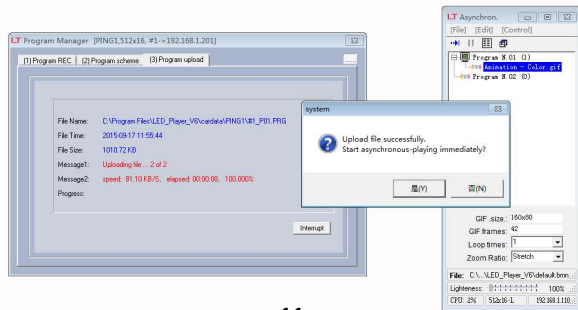 LT Program Manager [PING1,512x16, #1->192.168.1.201]
(1) Program REC (2) Program scheme (3) Program upload ......
File Name: C:\Program Files\LED_Player_V6\cardata\PING1\#1_P01.PRG
File Time: 2015-09-17 11:55:44
File Size: 1010.72 KB
Message1: Uploading file ... 2 of 2
Message2: speed: 81.10 KB/S, elapsed: 00:00:08, 100.000%
Progress:
Interrupt
system
Upload file successfully.
Start asynchronous-playing immediately?
是(Y) 否(N)
LT Asynchron.
[File] [Edit] [Control]
Program N.01 (1)
Animation - Color.gif
Program N.02 (0)
GIF .size.: 160x80
GIF frames: 42
Loop times: 1
Zoom Ratio: Stretch
File: C:\...\LED_Player_V6\default.bmn
Lighteness: 100%
CPU: 2% 512x16-L 192.168.1.110